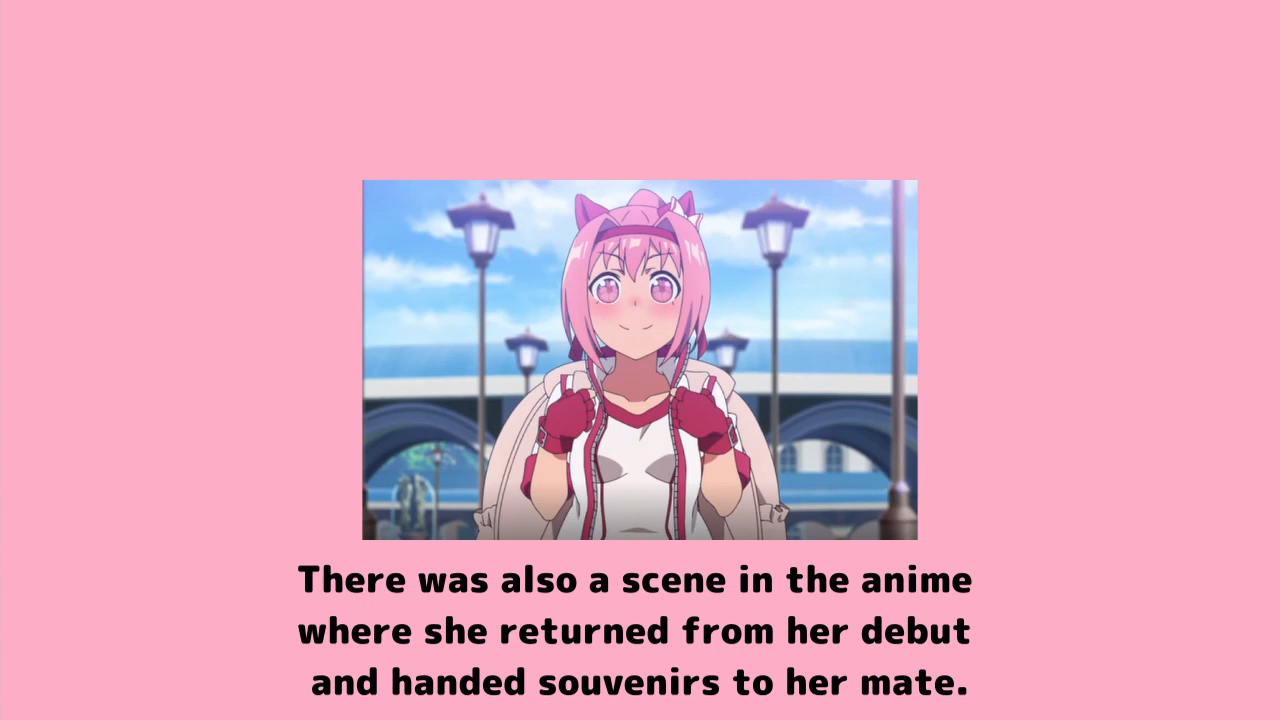 There was also a scene in the anime
where she returned from her debut
and handed souvenirs to her mate.